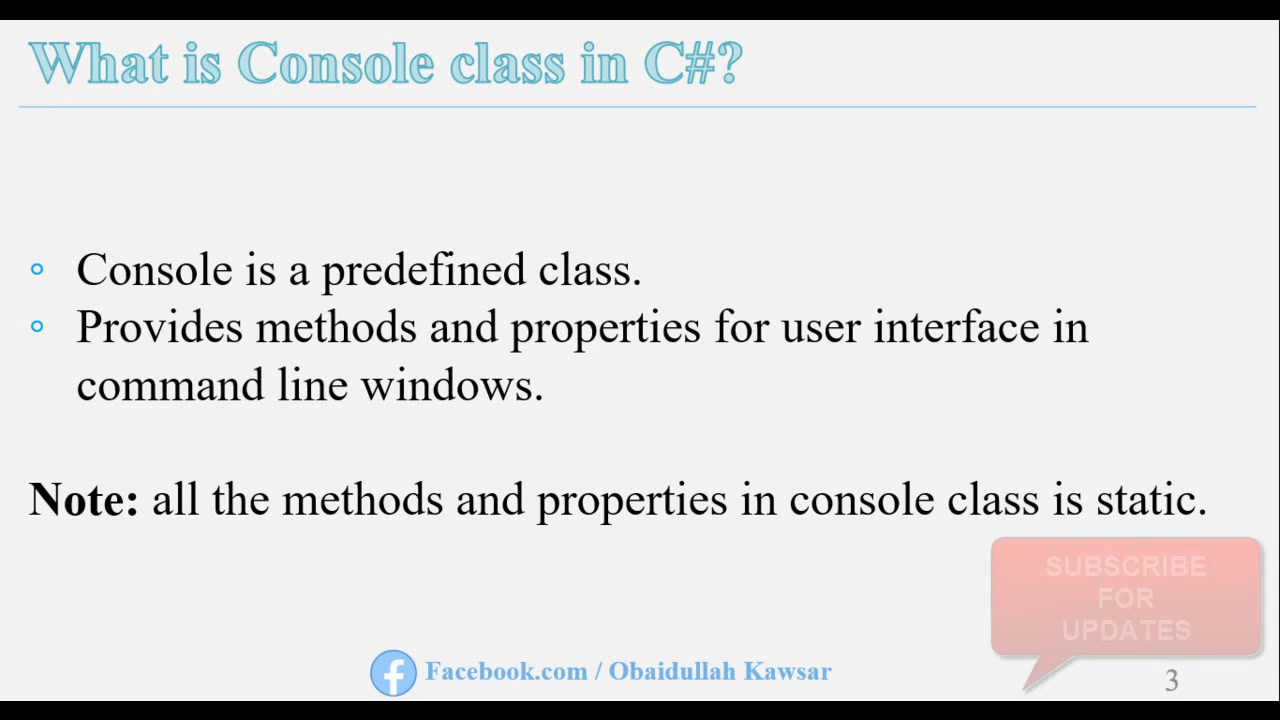 What is Console class in C#?
◦ Console is a predefined class.
◦ Provides methods and properties for user interface in
command line windows.
Note: all the methods and properties in console class is static.
SUBSCRIBE
FOR
UPDATES
Facebook.com / Obaidullah Kawsar
3